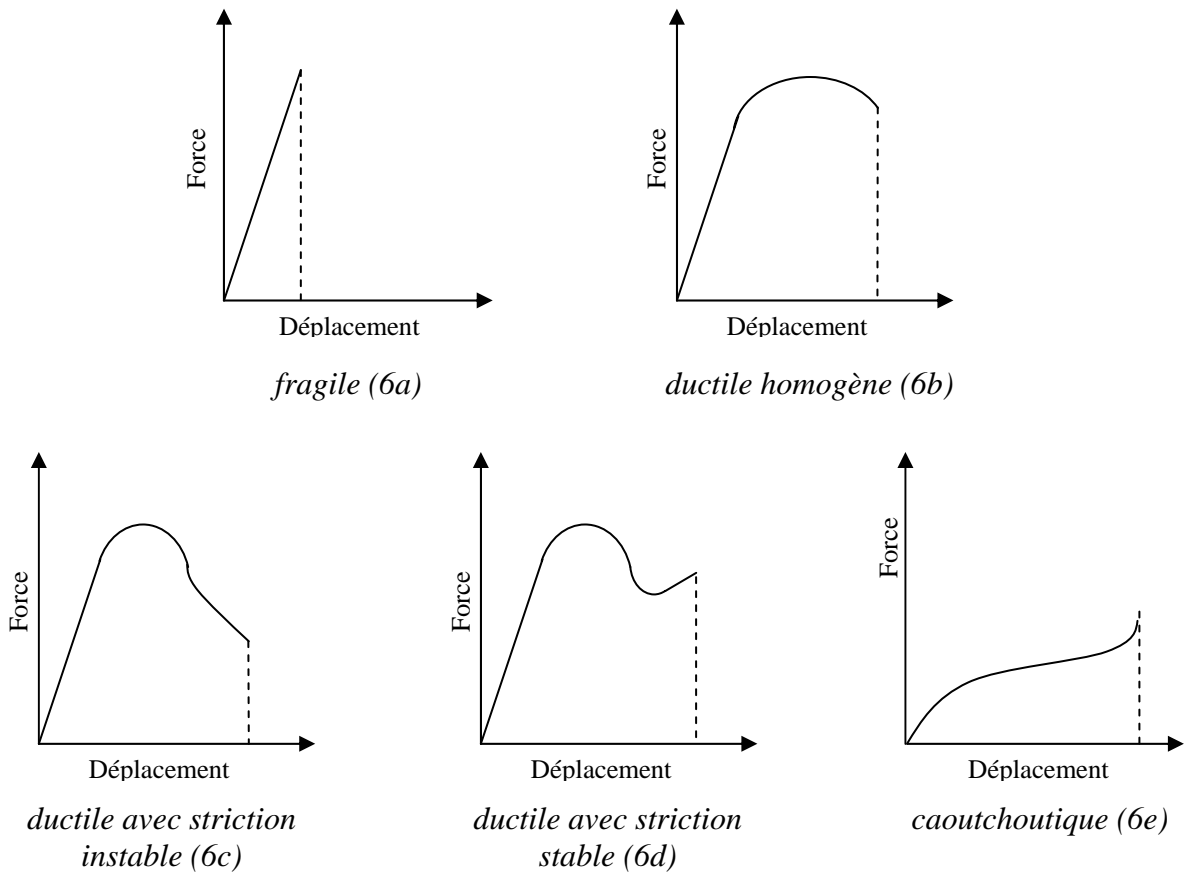 Force
Déplacement
fragile (6a)
Force
Déplacement
ductile homogène (6b)
Force
Déplacement
ductile avec striction
instable (6c)
Force
Déplacement
ductile avec striction
stable (6d)
Force
Déplacement
caoutchoutique (6e)